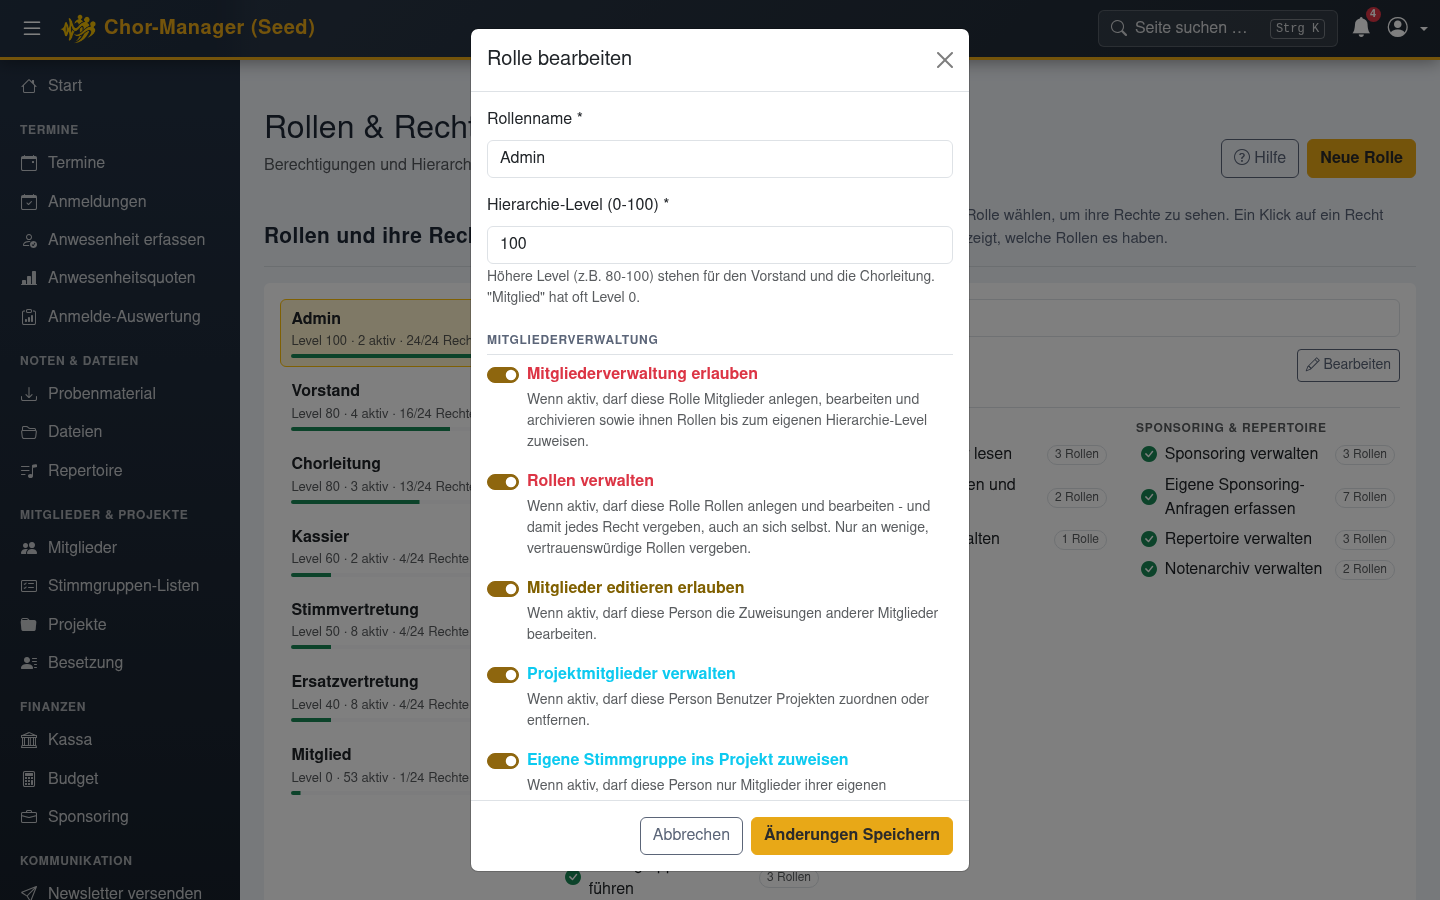 Chor-Manager (Seed)
Seite suchen …
Strg K
4
Start
TERMINE
Termine
Anmeldungen
Anwesenheit erfassen
Anwesenheitsquoten
Anmelde-Auswertung
NOTEN & DATEIEN
Probenmaterial
Dateien
Repertoire
MITGLIEDER & PROJEKTE
Mitglieder
Stimmgruppen-Listen
Projekte
Besetzung
FINANZEN
Kassa
Budget
Sponsoring
KOMMUNIKATION
Newsletter versenden
Rollen & Recht
Berechtigungen und Hierarch
Hilfe
Neue Rolle
Rollen und ihre Rec
Rolle wählen, um ihre Rechte zu sehen. Ein Klick auf ein Recht
zeigt, welche Rollen es haben.
Admin
Level 100 · 2 aktiv · 24/24 Rech
Vorstand
Level 80 · 4 aktiv · 16/24 Rechte
Chorleitung
Level 80 · 3 aktiv · 13/24 Rechte
Kassier
Level 60 · 2 aktiv · 4/24 Rechte
Stimmvertretung
Level 50 · 8 aktiv · 4/24 Rechte
Ersatzvertretung
Level 40 · 8 aktiv · 4/24 Rechte
Mitglied
Level 0 · 53 aktiv · 1/24 Rechte
Bearbeiten
lesen
3 Rollen
en und
2 Rollen
alten
1 Rolle
SPONSORING & REPERTOIRE
Sponsoring verwalten
3 Rollen
Eigene Sponsoring-
Anfragen erfassen
7 Rollen
Repertoire verwalten
3 Rollen
Notenarchiv verwalten
2 Rollen
führen
3 Rollen
Rolle bearbeiten
Rollenname *
Admin
Hierarchie-Level (0-100) *
100
Höhere Level (z.B. 80-100) stehen für den Vorstand und die Chorleitung.
"Mitglied" hat oft Level 0.
MITGLIEDERVERWALTUNG
Mitgliederverwaltung erlauben
Wenn aktiv, darf diese Rolle Mitglieder anlegen, bearbeiten und
archivieren sowie ihnen Rollen bis zum eigenen Hierarchie-Level
zuweisen.
Rollen verwalten
Wenn aktiv, darf diese Rolle Rollen anlegen und bearbeiten - und
damit jedes Recht vergeben, auch an sich selbst. Nur an wenige,
vertrauenswürdige Rollen vergeben.
Mitglieder editieren erlauben
Wenn aktiv, darf diese Person die Zuweisungen anderer Mitglieder
bearbeiten.
Projektmitglieder verwalten
Wenn aktiv, darf diese Person Benutzer Projekten zuordnen oder
entfernen.
Eigene Stimmgruppe ins Projekt zuweisen
Wenn aktiv, darf diese Person nur Mitglieder ihrer eigenen
Abbrechen
Änderungen Speichern